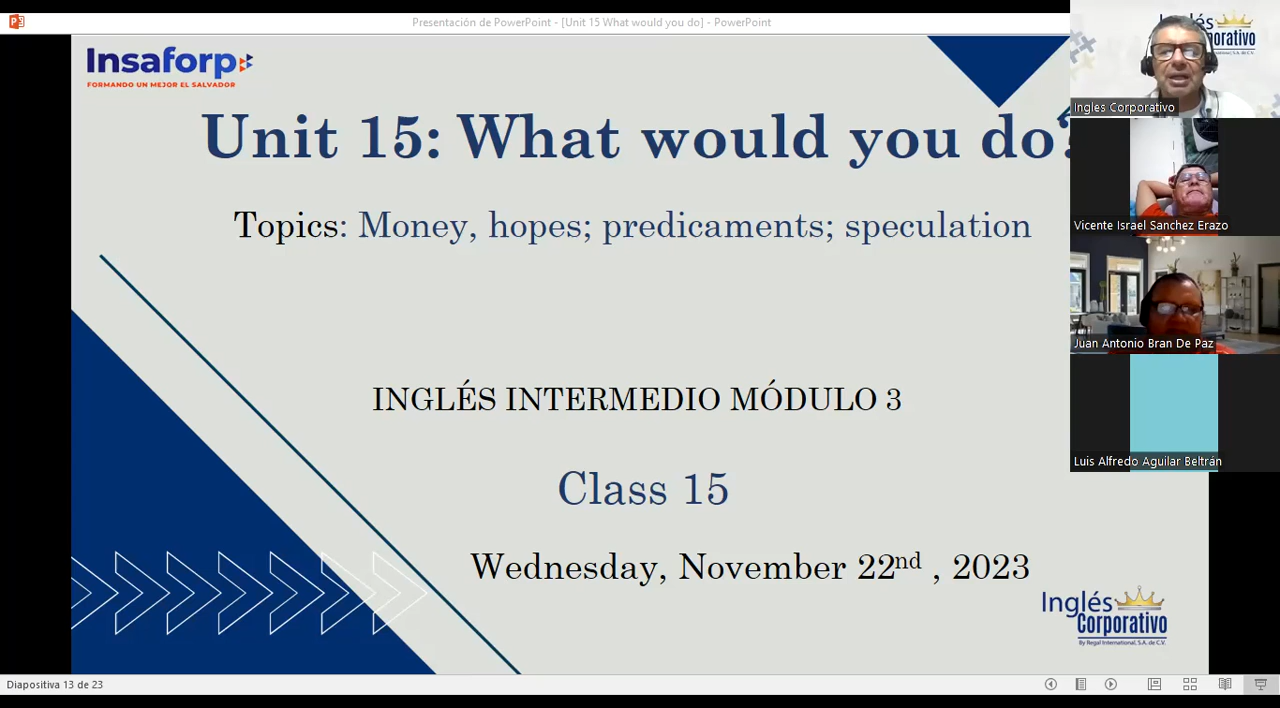 Presentación de PowerPoint - [Unit 15 What would you do] - PowerPoint
Insaforp
FORMANDO UN MEJOR EL SALVADOR
Unit 15: What would you do?
Topics: Money, hopes; predicaments; speculation
INGLÉS INTERMEDIO MÓDULO 3
Class 15
Wednesday, November 22nd , 2023
Inglés
Corporativo
By Regal International, S.A. de C.V.
Ingles Corporativo
Vicente Israel Sanchez Erazo
Juan Antonio Bran De Paz
Luis Alfredo Aguilar Beltrán
Diapositiva 13 de 23